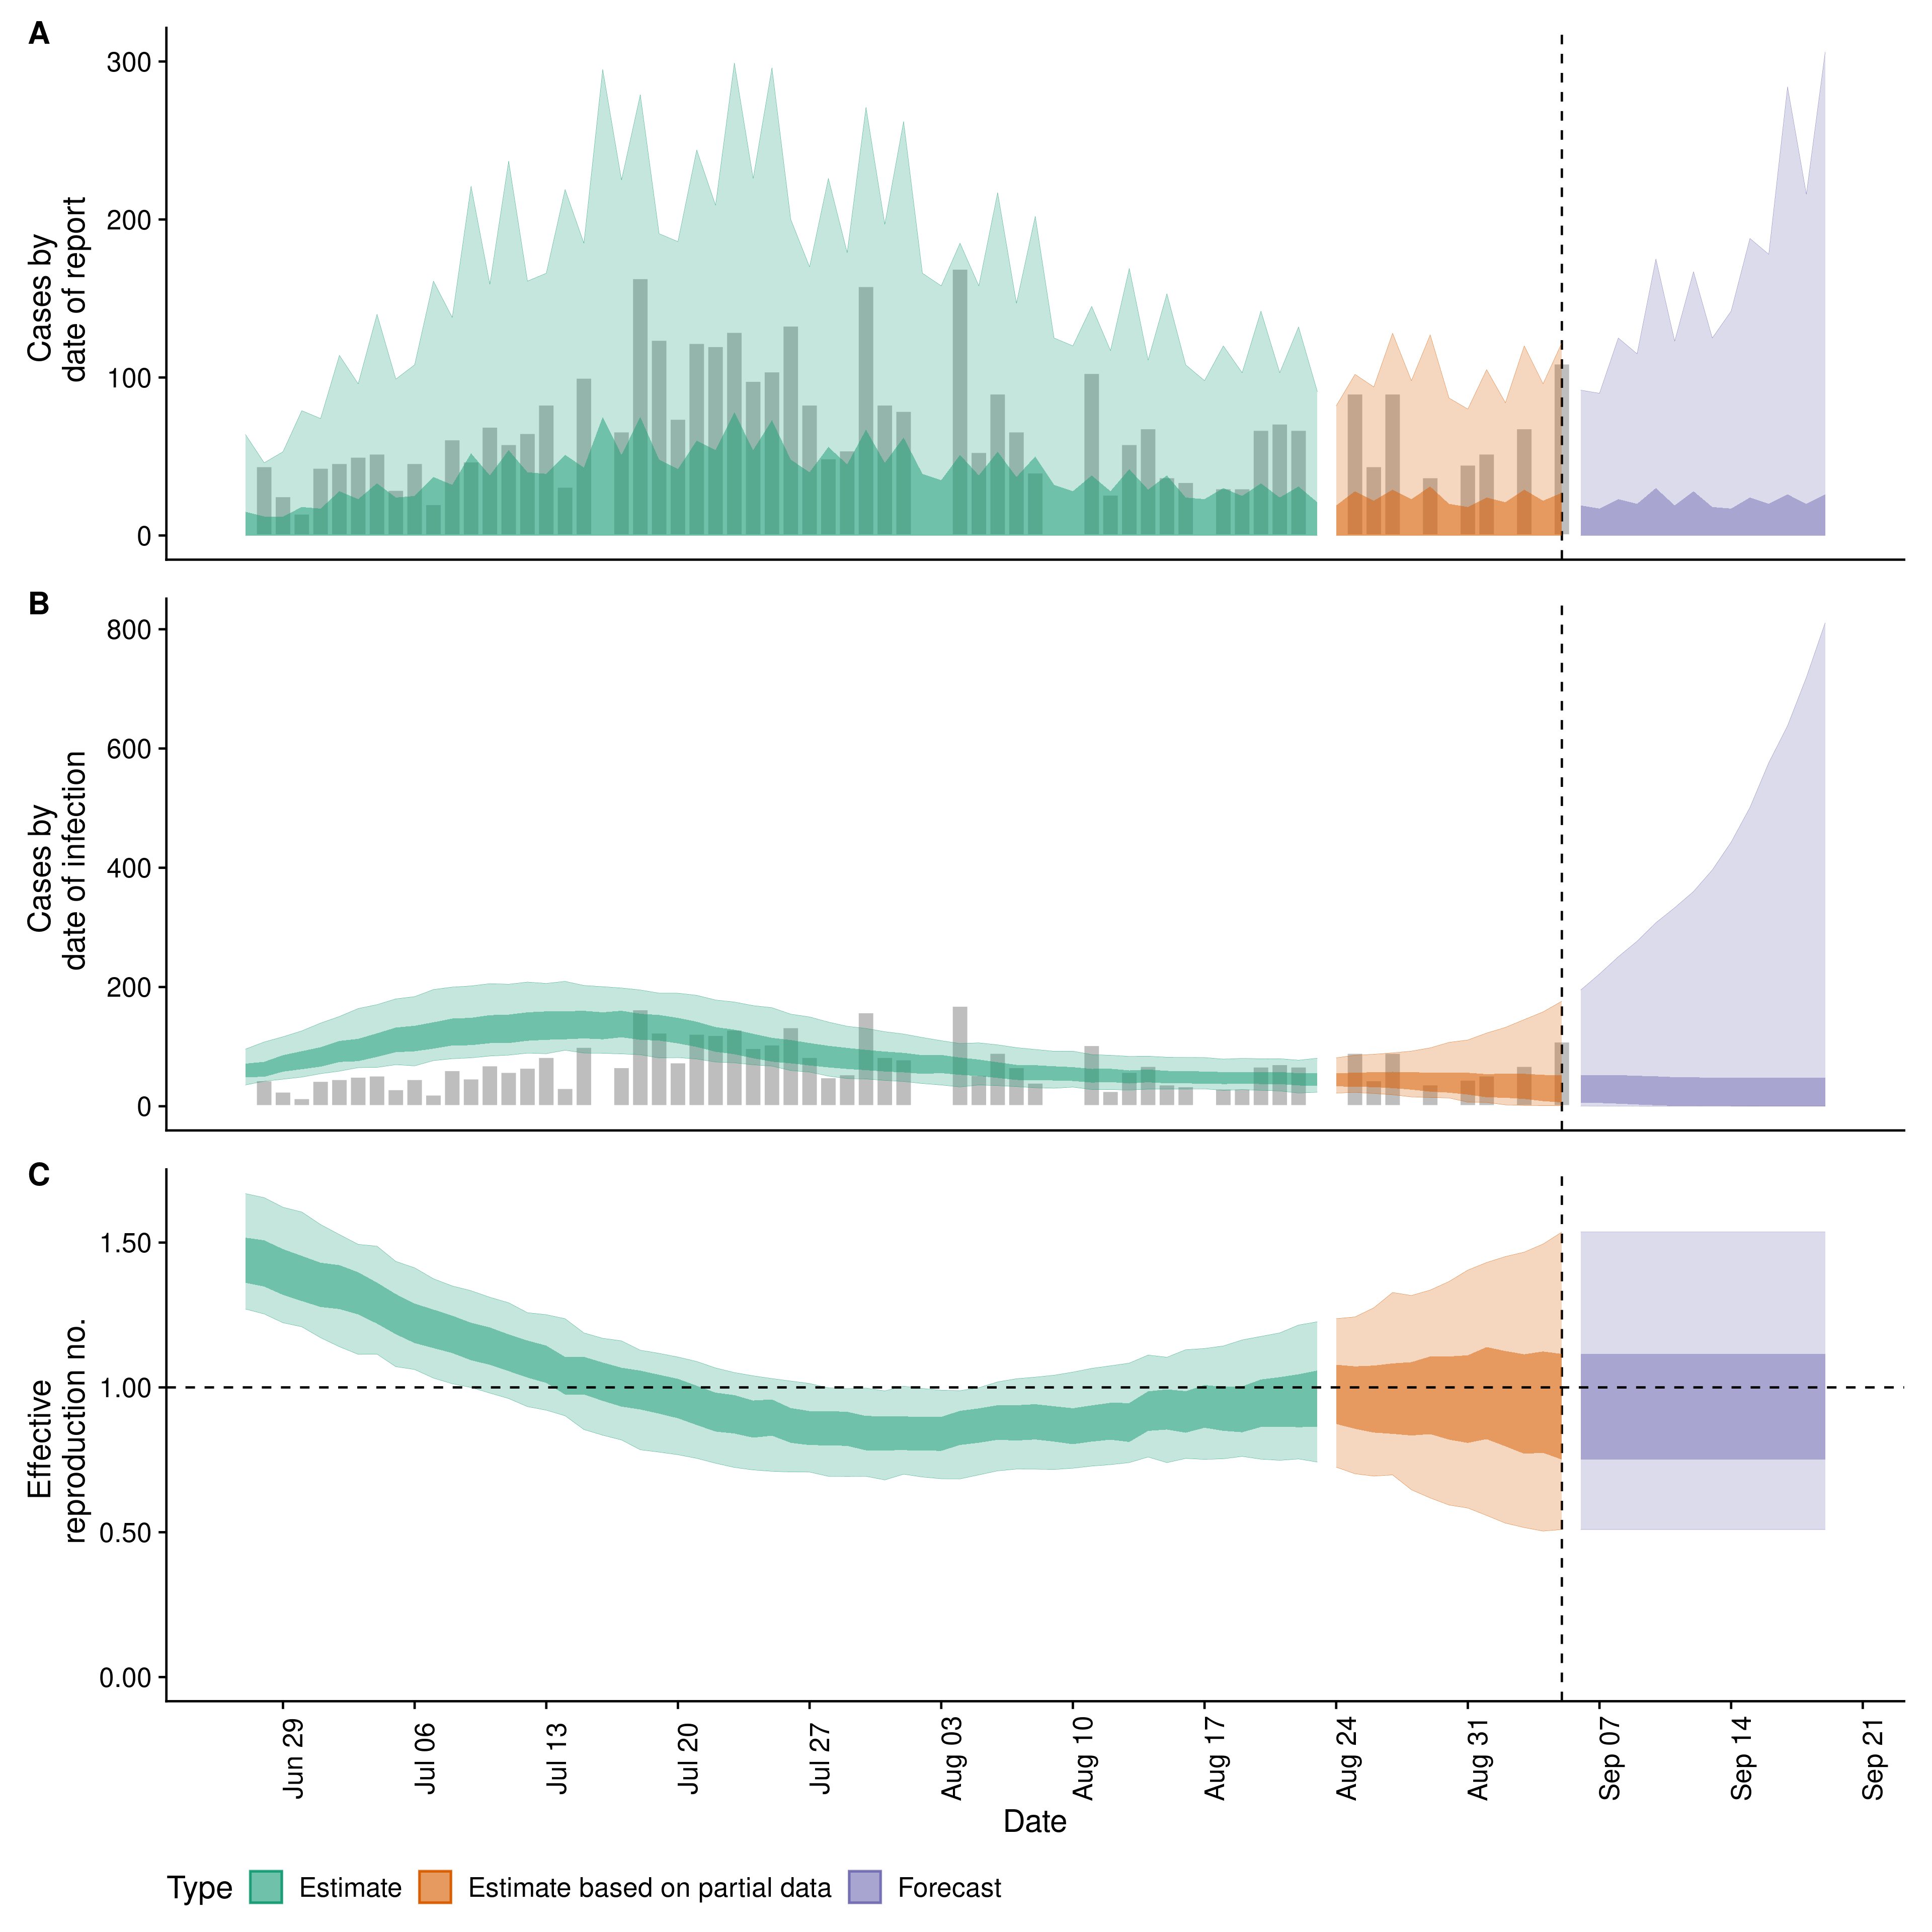 A
300
200
100
0
Cases by
date of report
B
800
600
400
200
0
Cases by
date of infection
C
1.50
1.00
0.50
0.00
Effective
reproduction no.
Jun 29
Jul 06
Jul 13
Jul 20
Jul 27
Aug 03
Aug 10
Aug 17
Aug 24
Aug 31
Sep 07
Sep 14
Sep 21
Date
Type Estimate Estimate based on partial data Forecast